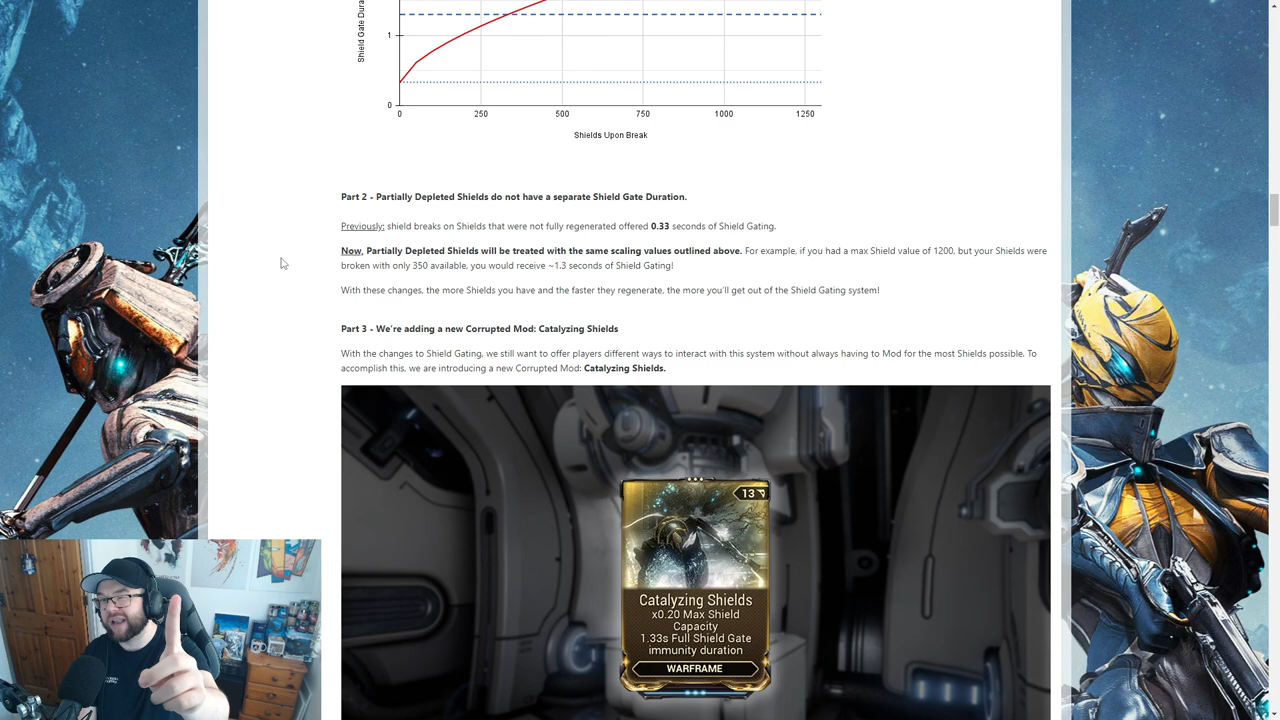 Shield Gate Dura
1
0
0 250 500 750 1000 1250
Shields Upon Break
Part 2 - Partially Depleted Shields do not have a separate Shield Gate Duration.
Previously: shield breaks on Shields that were not fully regenerated offered 0.33 seconds of Shield Gating.
Now, Partially Depleted Shields will be treated with the same scaling values outlined above. For example, if you had a max Shield value of 1200, but your Shields were
broken with only 350 available, you would receive ~1.3 seconds of Shield Gating!
With these changes, the more Shields you have and the faster they regenerate, the more you'll get out of the Shield Gating system!
Part 3 - We're adding a new Corrupted Mod: Catalyzing Shields
With the changes to Shield Gating, we still want to offer players different ways to interact with this system without always having to Mod for the most Shields possible. To
accomplish this, we are introducing a new Corrupted Mod: Catalyzing Shields.
13
Catalyzing Shields
x0.20 Max Shield
Capacity
1.33s Full Shield Gate
immunity duration
WARFRAME